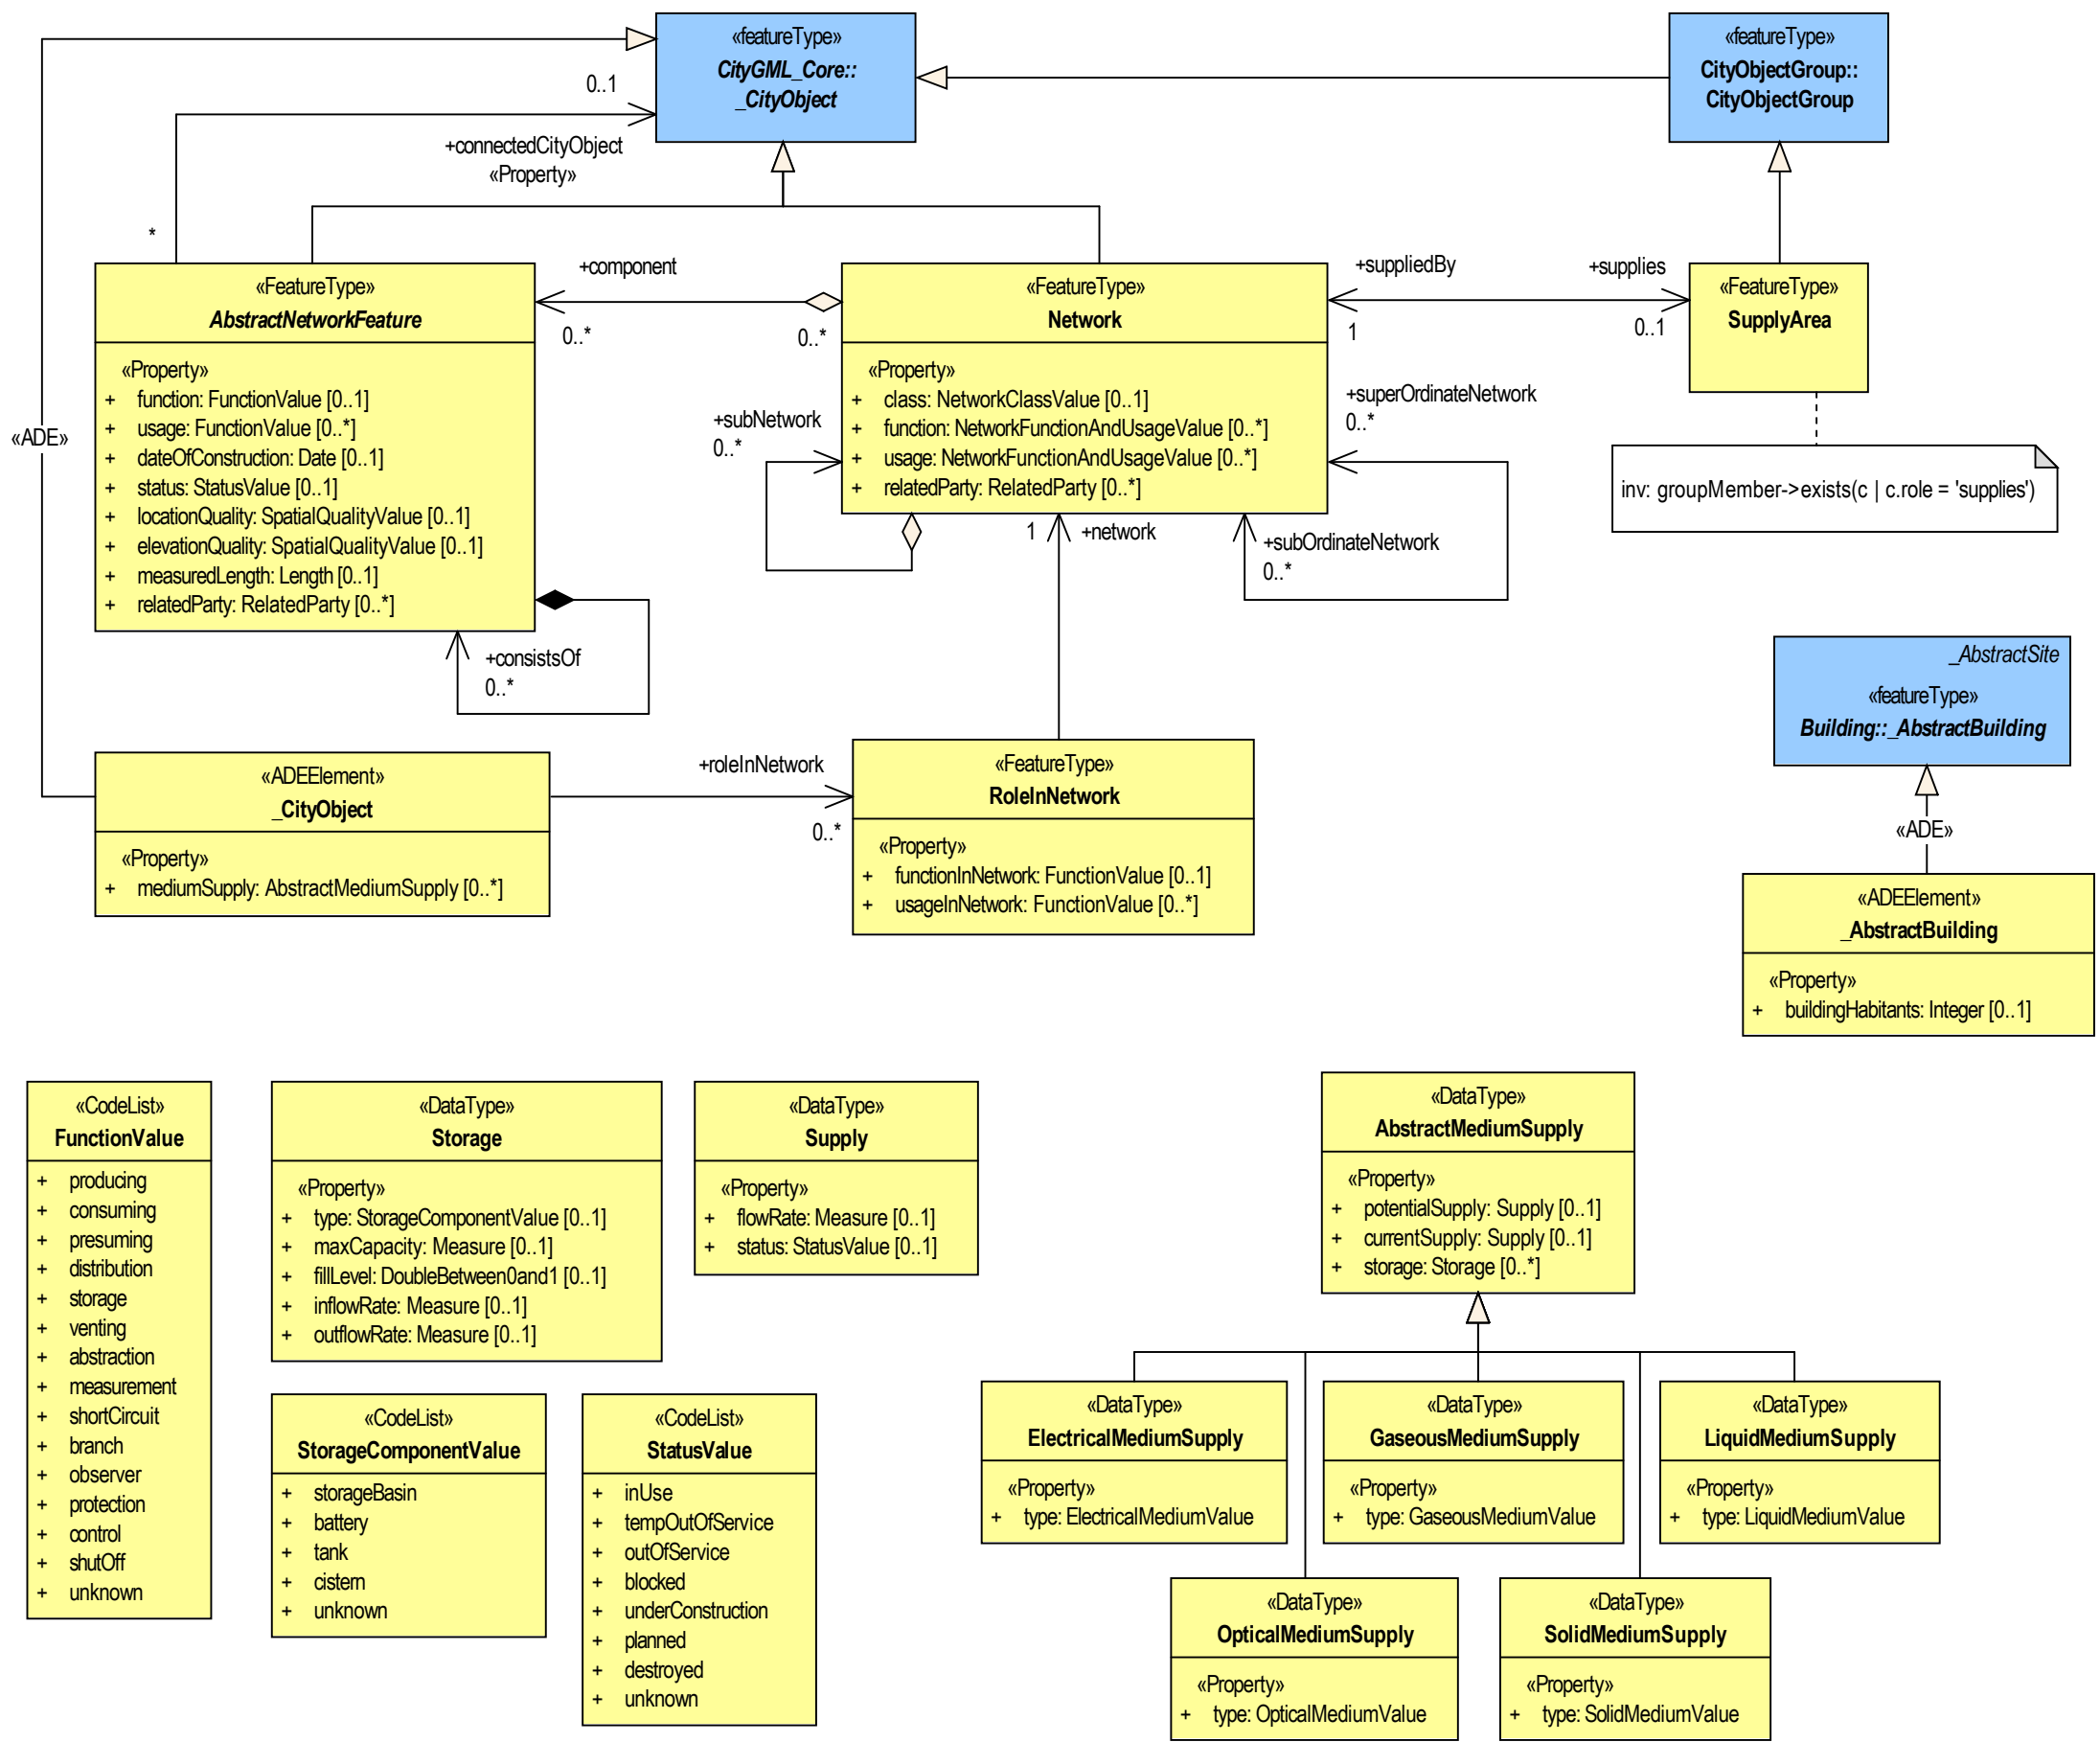 «featureType»
CityGML_Core::
_CityObject
«featureType»
CityObjectGroup::
CityObjectGroup
0..1
+connectedCityObject
«Property»
*
«ADE»
«FeatureType»
AbstractNetworkFeature
«Property»
+ function: FunctionValue [0..1]
+ usage: FunctionValue [0..*]
+ dateOfConstruction: Date [0..1]
+ status: StatusValue [0..1]
+ locationQuality: SpatialQualityValue [0..1]
+ elevationQuality: SpatialQualityValue [0..1]
+ measuredLength: Length [0..1]
+ relatedParty: RelatedParty [0..*]
+component
0..*
0..*
«FeatureType»
Network
«Property»
+ class: NetworkClassValue [0..1]
+ function: NetworkFunctionAndUsageValue [0..*]
+ usage: NetworkFunctionAndUsageValue [0..*]
+ relatedParty: RelatedParty [0..*]
+suppliedBy
1
+supplies
0..1
«FeatureType»
SupplyArea
+subNetwork
0..*
+superOrdinateNetwork
0..*
inv: groupMember->exists(c | c.role = 'supplies')
1
+network
+subOrdinateNetwork
0..*
+consistsOf
0..*
_AbstractSite
«featureType»
Building::_AbstractBuilding
«ADE»
«ADEElement»
_CityObject
«Property»
+ mediumSupply: AbstractMediumSupply [0..*]
+roleInNetwork
0..*
«FeatureType»
RoleInNetwork
«Property»
+ functionInNetwork: FunctionValue [0..1]
+ usageInNetwork: FunctionValue [0..*]
«ADEElement»
_AbstractBuilding
«Property»
+ buildingHabitants: Integer [0..1]
«CodeList»
FunctionValue
+ producing
+ consuming
+ presuming
+ distribution
+ storage
+ venting
+ abstraction
+ measurement
+ shortCircuit
+ branch
+ observer
+ protection
+ control
+ shutOff
+ unknown
«DataType»
Storage
«Property»
+ type: StorageComponentValue [0..1]
+ maxCapacity: Measure [0..1]
+ fillLevel: DoubleBetween0and1 [0..1]
+ inflowRate: Measure [0..1]
+ outflowRate: Measure [0..1]
«DataType»
Supply
«Property»
+ flowRate: Measure [0..1]
+ status: StatusValue [0..1]
«CodeList»
StorageComponentValue
+ storageBasin
+ battery
+ tank
+ cistern
+ unknown
«CodeList»
StatusValue
+ inUse
+ tempOutOfService
+ outOfService
+ blocked
+ underConstruction
+ planned
+ destroyed
+ unknown
«DataType»
AbstractMediumSupply
«Property»
+ potentialSupply: Supply [0..1]
+ currentSupply: Supply [0..1]
+ storage: Storage [0..*]
«DataType»
ElectricalMediumSupply
«Property»
+ type: ElectricalMediumValue
«DataType»
GaseousMediumSupply
«Property»
+ type: GaseousMediumValue
«DataType»
LiquidMediumSupply
«Property»
+ type: LiquidMediumValue
«DataType»
OpticalMediumSupply
«Property»
+ type: OpticalMediumValue
«DataType»
SolidMediumSupply
«Property»
+ type: SolidMediumValue